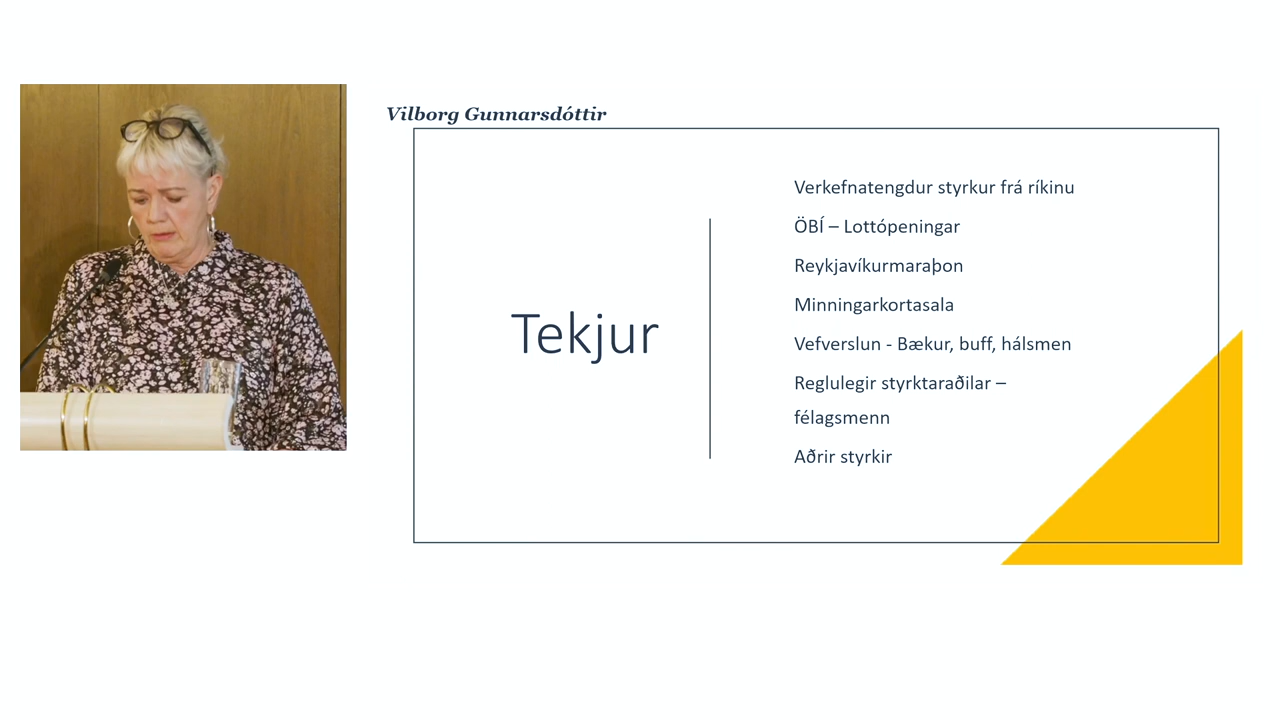 Vilborg Gunnarsdóttir
Tekjur
Verkefnatengdur styrkur frá ríkinu
ÖBÍ – Lottópeningar
Reykjavíkurmaraþon
Minningarkortasala
Vefverslun - Bækur, buff, hálsmen
Reglulegir styrktaraðilar –
félagsmenn
Aðrir styrkir